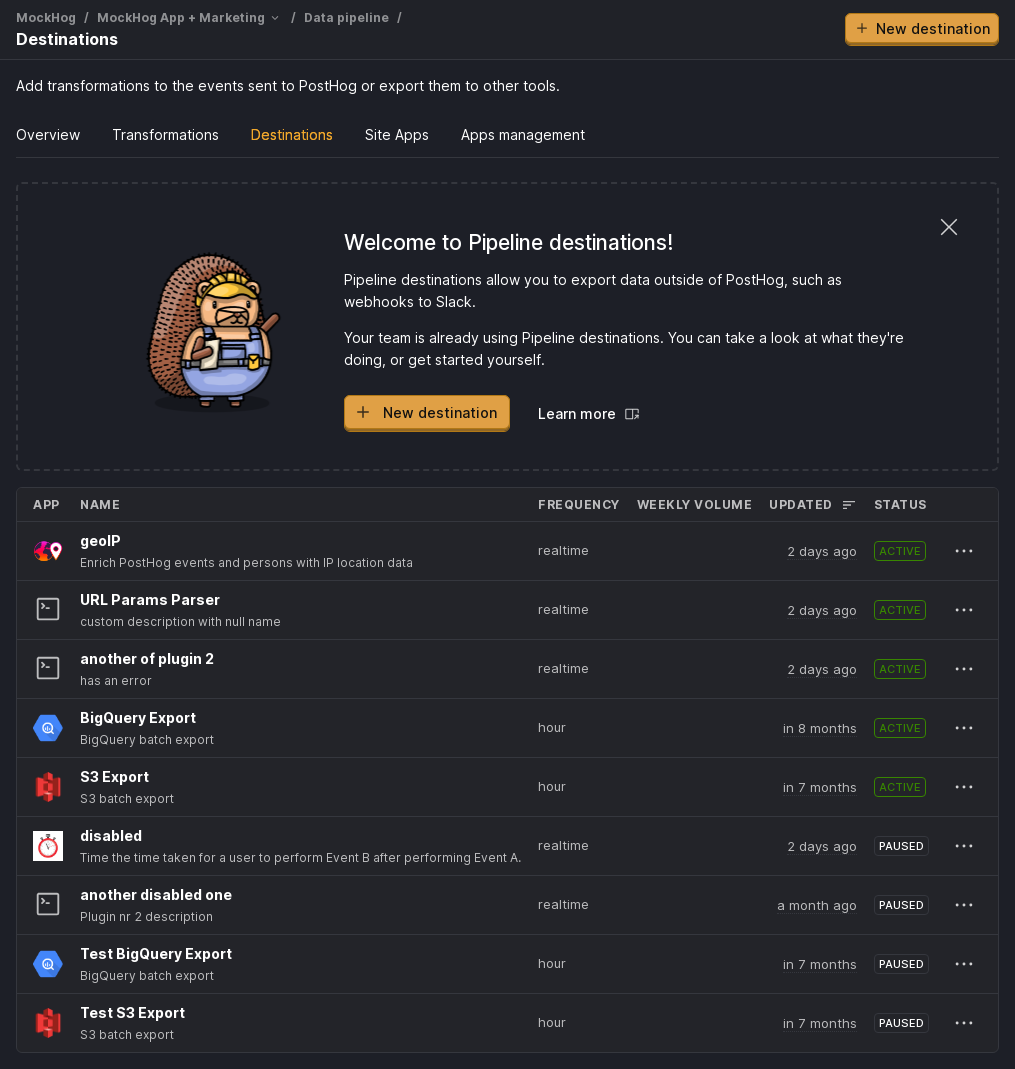 MockHog / MockHog App + Marketing / Data pipeline /
Destinations
New destination
Add transformations to the events sent to PostHog or export them to other tools.
Overview Transformations Destinations Site Apps Apps management
Welcome to Pipeline destinations!
Pipeline destinations allow you to export data outside of PostHog, such as
webhooks to Slack.
Your team is already using Pipeline destinations. You can take a look at what they're
doing, or get started yourself.
New destination Learn more
APP NAME FREQUENCY WEEKLY VOLUME UPDATED STATUS
geoIP
Enrich PostHog events and persons with IP location data
realtime 2 days ago ACTIVE
URL Params Parser
custom description with null name
realtime 2 days ago ACTIVE
another of plugin 2
has an error
realtime 2 days ago ACTIVE
BigQuery Export
BigQuery batch export
hour in 8 months ACTIVE
S3 Export
S3 batch export
hour in 7 months ACTIVE
disabled
Time the time taken for a user to perform Event B after performing Event A.
realtime 2 days ago PAUSED
another disabled one
Plugin nr 2 description
realtime a month ago PAUSED
Test BigQuery Export
BigQuery batch export
hour in 7 months PAUSED
Test S3 Export
S3 batch export
hour in 7 months PAUSED